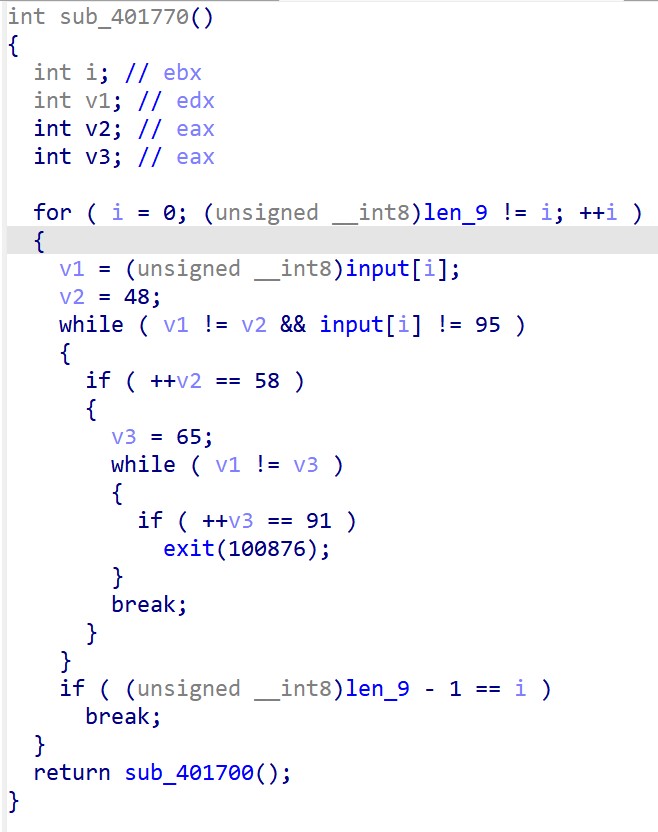 int sub_401770()
{
  int i; // ebx
  int v1; // edx
  int v2; // eax
  int v3; // eax

  for ( i = 0; (unsigned __int8)len_9 != i; ++i )
  {
    v1 = (unsigned __int8)input[i];
    v2 = 48;
    while ( v1 != v2 && input[i] != 95 )
    {
      if ( ++v2 == 58 )
      {
        v3 = 65;
        while ( v1 != v3 )
        {
          if ( ++v3 == 91 )
            exit(100876);
        }
        break;
      }
    }
    if ( (unsigned __int8)len_9 - 1 == i )
      break;
  }
  return sub_401700();
}